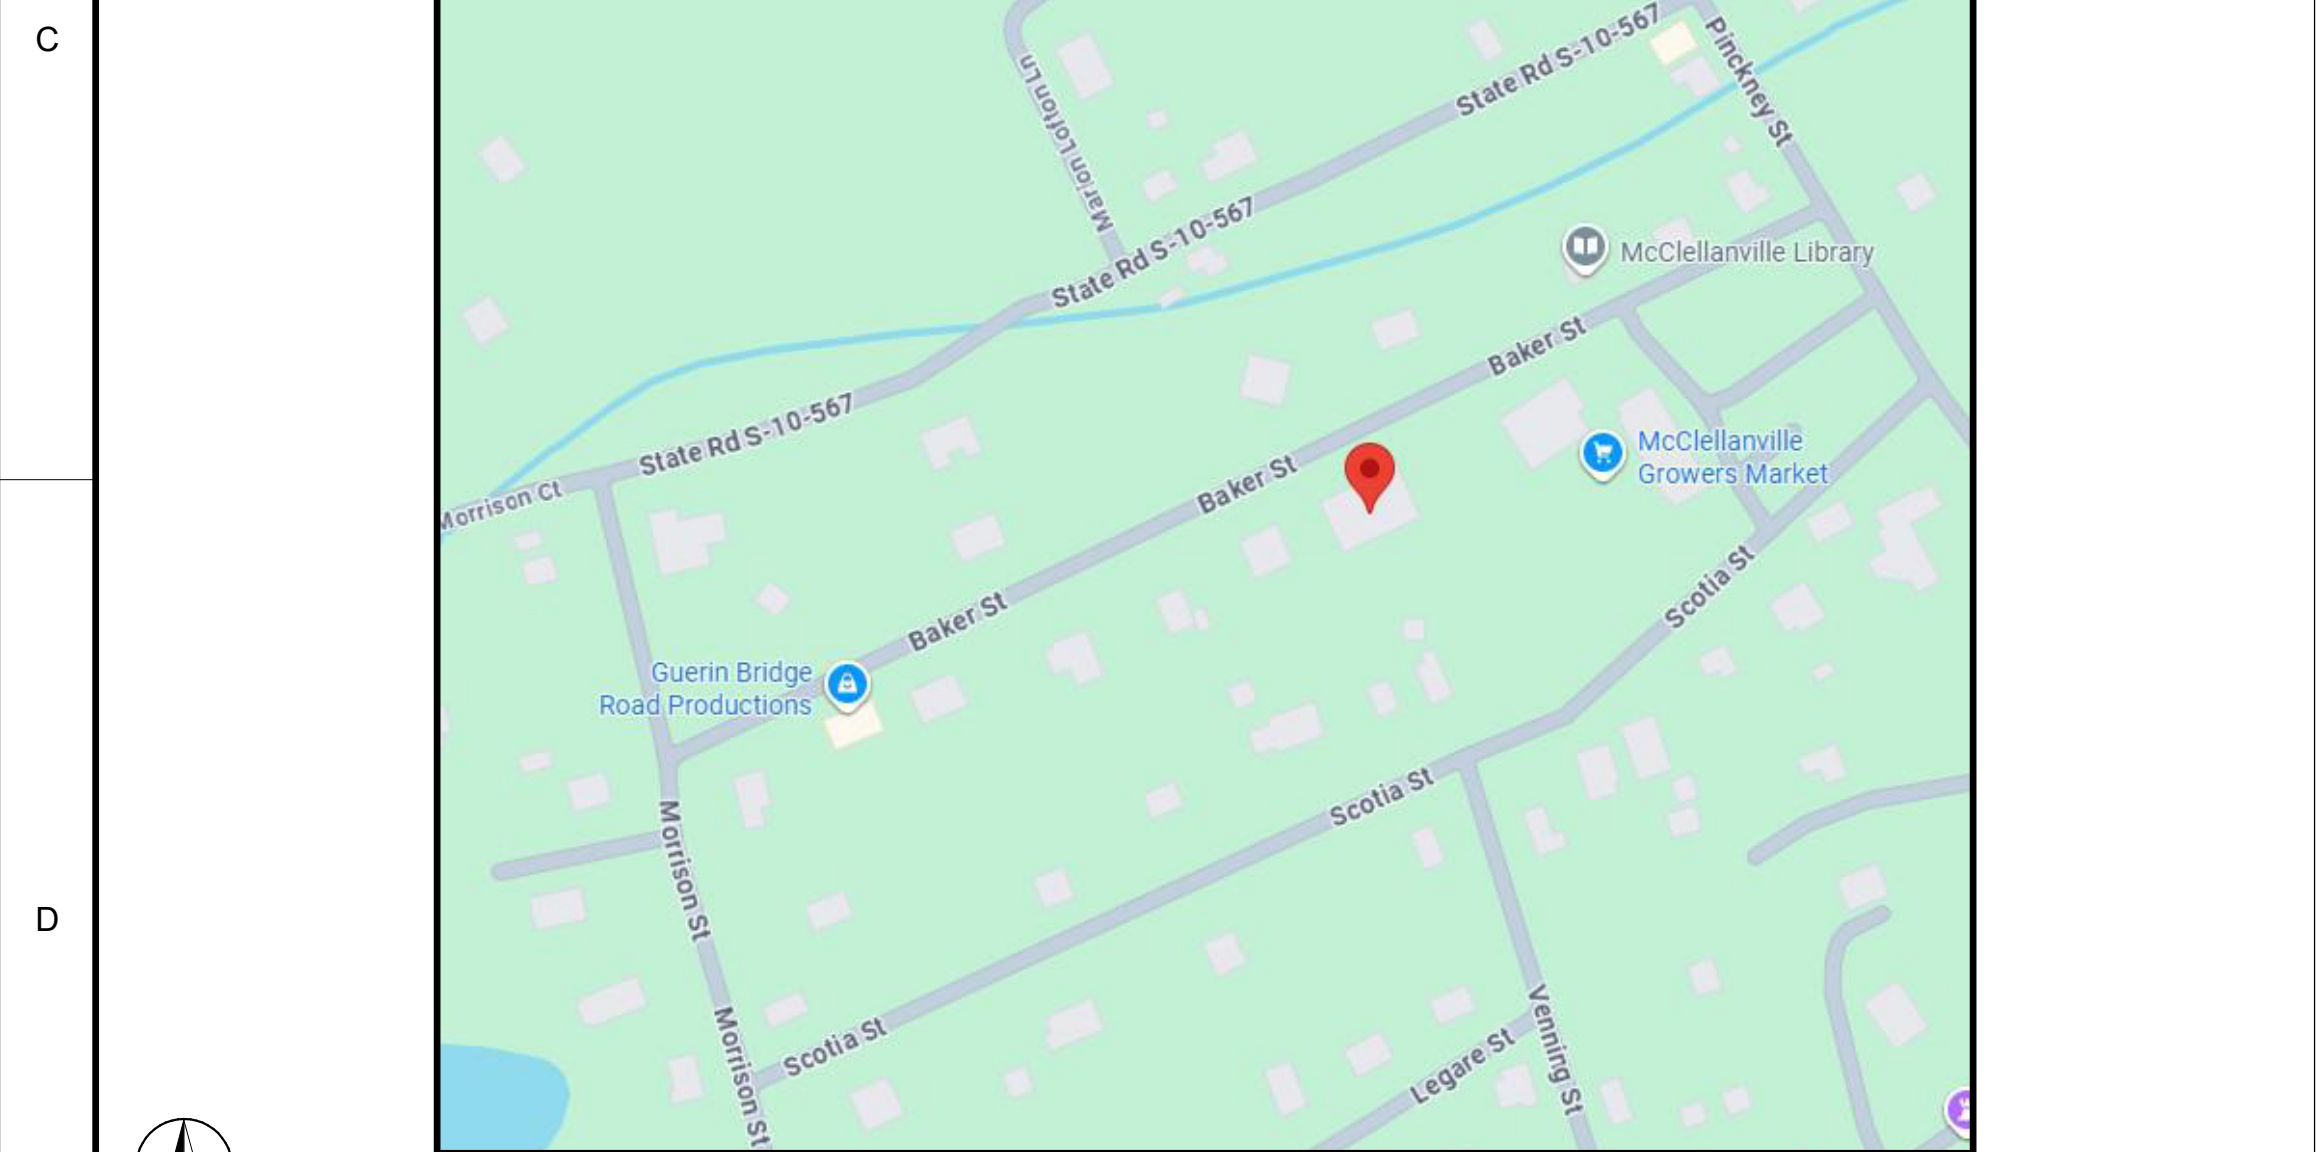 C
State Rd S-10-567
Pinckney St
Marion Lofton Ln
State Rd S-10-567
McClellanville Library
Baker St
State Rd S-10-567
McClellanville
Growers Market
Baker St
Morrison Ct
Scotia St
Baker St
Guerin Bridge
Road Productions
Scotia St
Morrison St
D
Venning St
Morrison St
Scotia St
Legare St